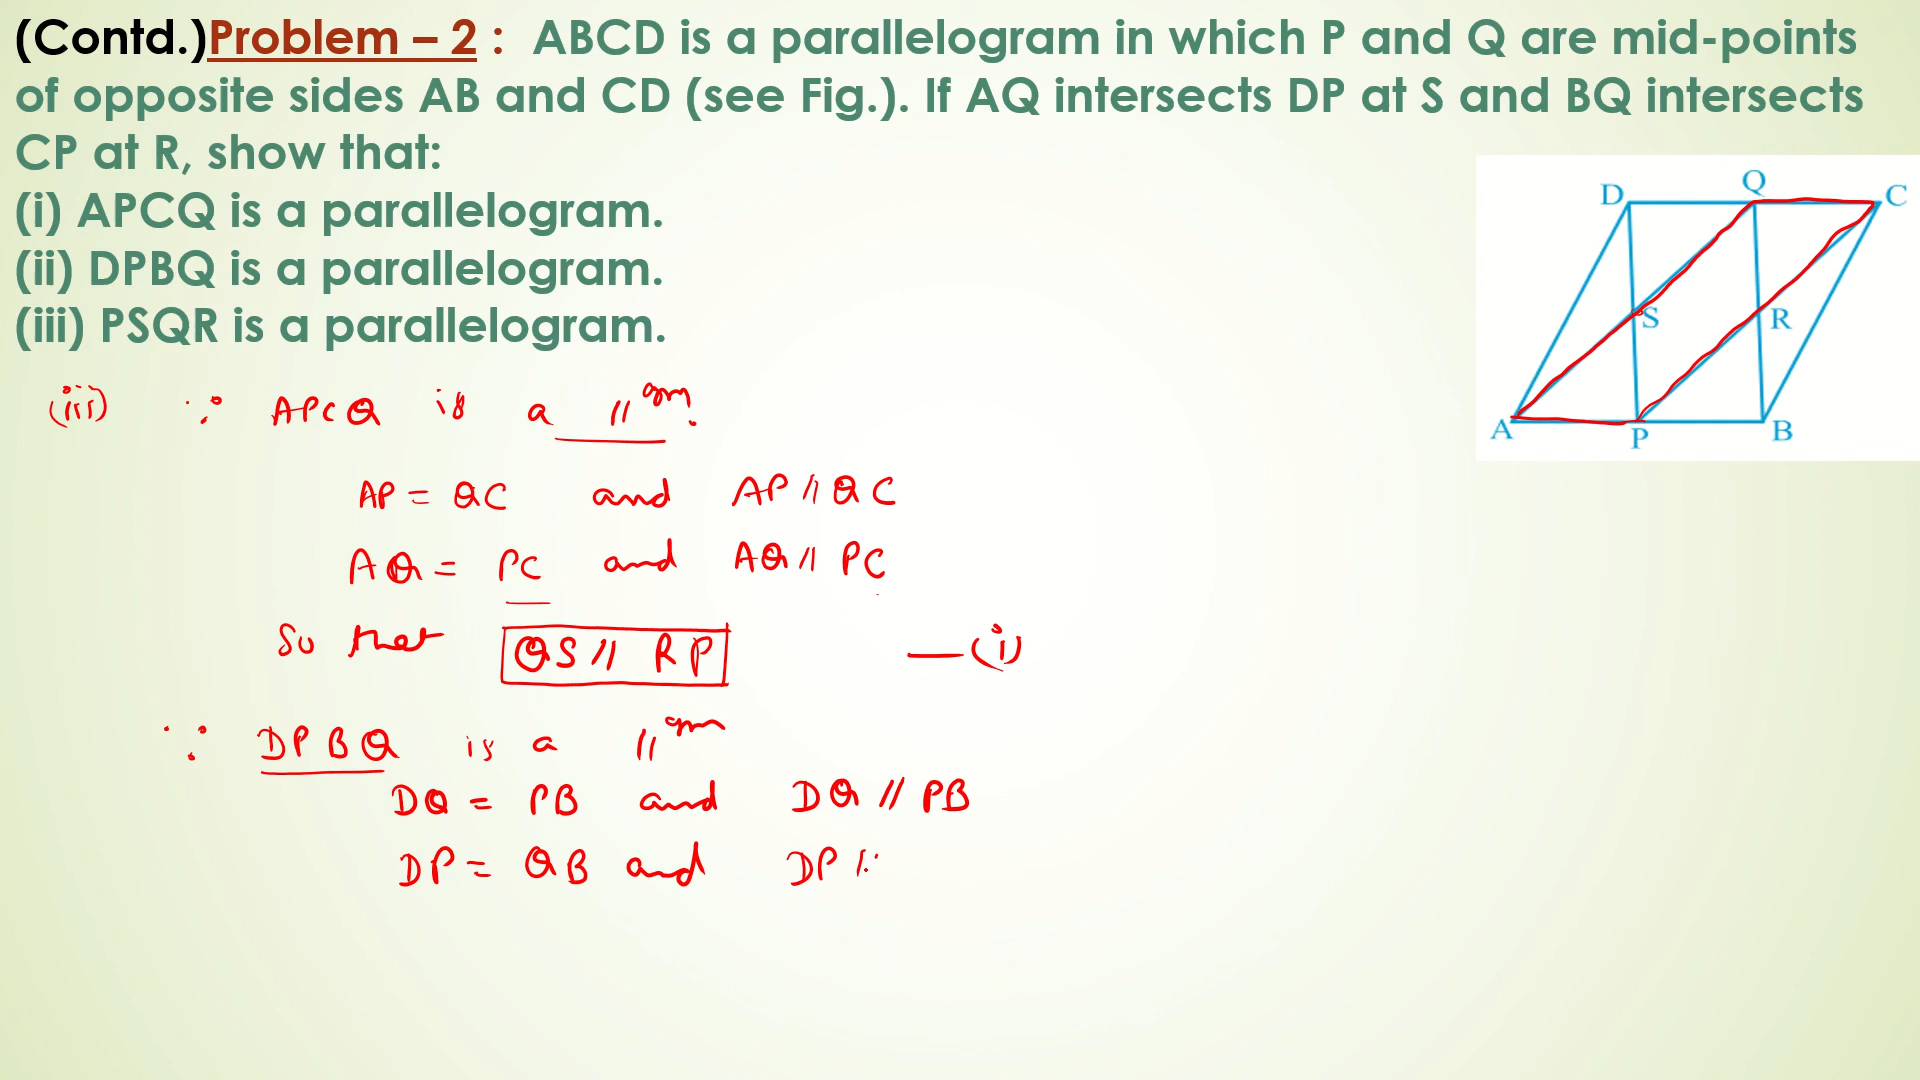 (Contd.)Problem – 2 : ABCD is a parallelogram in which P and Q are mid-points
of opposite sides AB and CD (see Fig.). If AQ intersects DP at S and BQ intersects
CP at R, show that:
(i) APCQ is a parallelogram.
(ii) DPBQ is a parallelogram.
(iii) PSQR is a parallelogram.
D Q C
S R
A P B
(iii) ∵ APCQ is a ||gm.
AP = QC and AP || QC
AQ = PC and AQ || PC
So that QS || RP —(i)
∵ DPBQ is a ||gm
DQ = PB and DQ || PB
DP = QB and DP